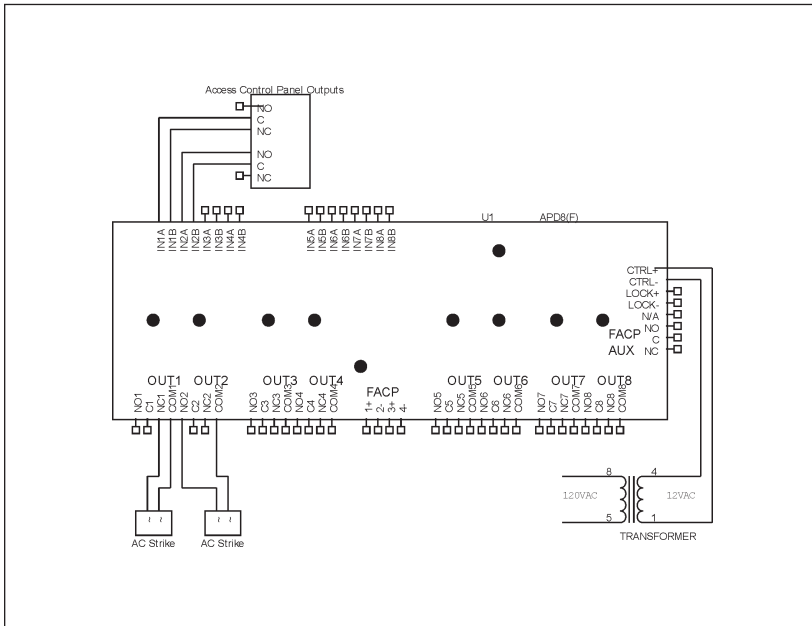 Access Control Panel Outputs
NO
C
NC
NO
C
NC
U1
APD8(F)
IN1A
IN1B
IN2A
IN2B
IN3A
IN3B
IN4A
IN4B
IN5A
IN5B
IN6A
IN6B
IN7A
IN7B
IN8A
IN8B
CTRL+
CTRL-
LOCK+
LOCK-
N/A
FACP NO
C
AUX NC
OUT1 OUT2 OUT3 OUT4 FACP OUT5 OUT6 OUT7 OUT8
NO1
C1
NC1
COM1
NO2
C2
NC2
COM2
NO3
C3
NC3
COM3
NO4
C4
NC4
COM4
1+
2-
3+
4-
NO5
C5
NC5
COM5
NO6
C6
NC6
COM6
NO7
C7
NC7
COM7
NO8
C8
NC8
COM8
8 4
120VAC 12VAC
5 1
TRANSFORMER
~ ~ ~ ~
AC Strike AC Strike